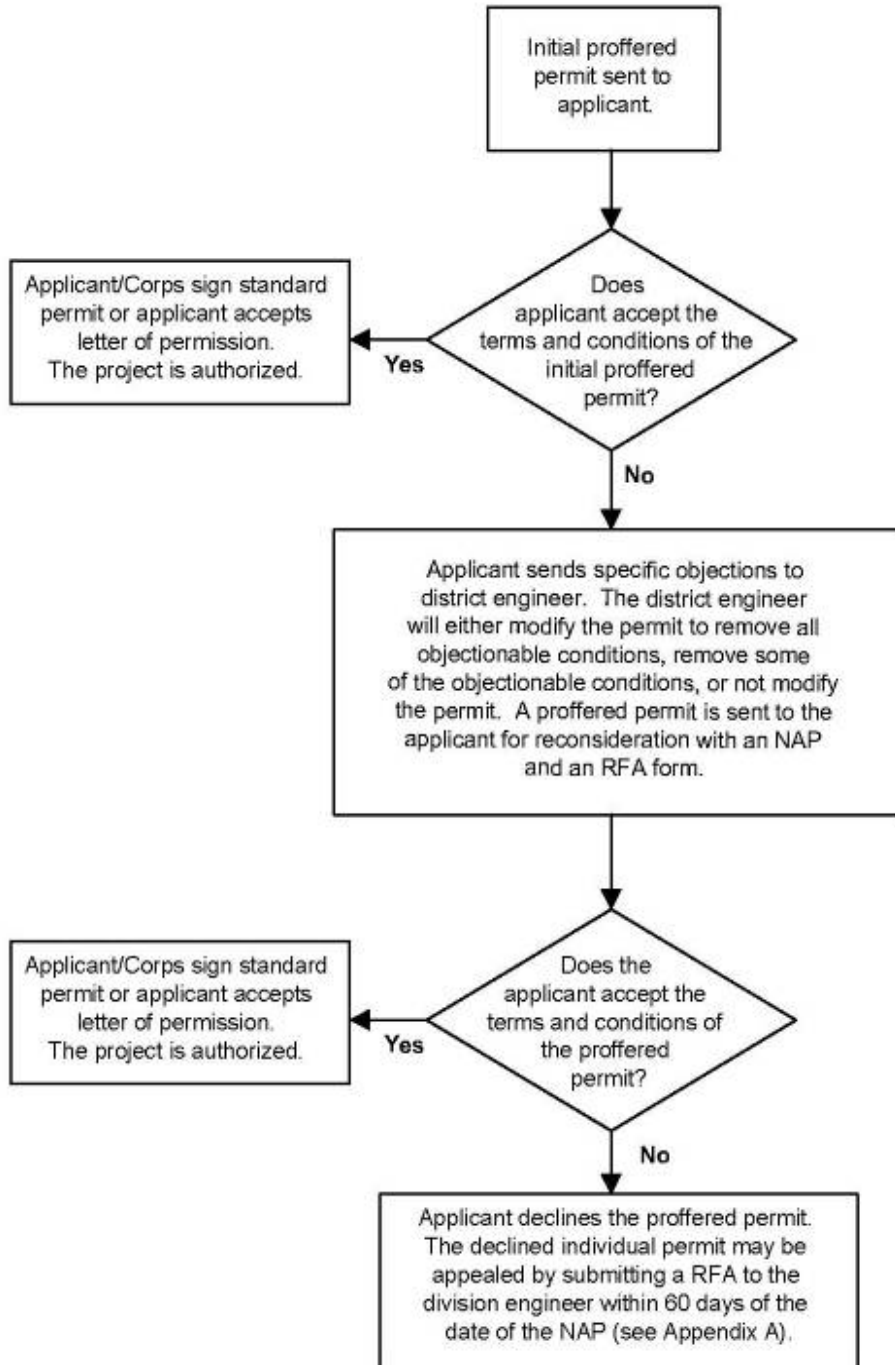 Initial proffered
permit sent to
applicant.
Does
applicant accept the
terms and conditions of the
initial proffered
permit?
Yes
Applicant/Corps sign standard
permit or applicant accepts
letter of permission.
The project is authorized.
No
Applicant sends specific objections to
district engineer. The district engineer
will either modify the permit to remove all
objectionable conditions, remove some
of the objectionable conditions, or not modify
the permit. A proffered permit is sent to the
applicant for reconsideration with an NAP
and an RFA form.
Does the
applicant accept the
terms and conditions of
the proffered
permit?
Yes
Applicant/Corps sign standard
permit or applicant accepts
letter of permission.
The project is authorized.
No
Applicant declines the proffered permit.
The declined individual permit may be
appealed by submitting a RFA to the
division engineer within 60 days of the
date of the NAP (see Appendix A).